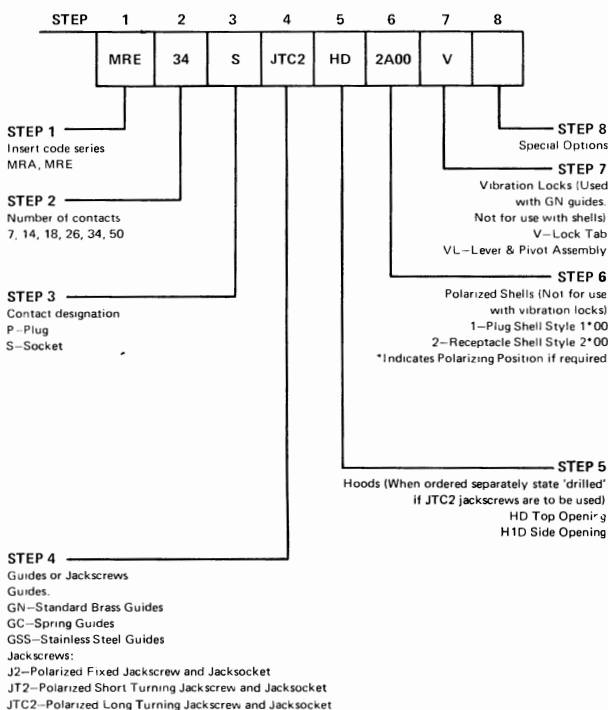 STEP 1 2 3 4 5 6 7 8
MRE 34 S JTC2 HD 2A00 V
STEP 1
Insert code series
MRA, MRE
STEP 2
Number of contacts
7, 14, 18, 26, 34, 50
STEP 3
Contact designation
P–Plug
S–Socket
STEP 4
Guides or Jackscrews
Guides.
GN–Standard Brass Guides
GC–Spring Guides
GSS–Stainless Steel Guides
Jackscrews:
J2–Polarized Fixed Jackscrew and Jacksocket
JT2–Polarized Short Turning Jackscrew and Jacksocket
JTC2–Polarized Long Turning Jackscrew and Jacksocket
STEP 8
Special Options
STEP 7
Vibration Locks (Used
with GN guides.
Not for use with shells)
V–Lock Tab
VL–Lever & Pivot Assembly
STEP 6
Polarized Shells (Not for use
with vibration locks)
1–Plug Shell Style 1*00
2–Receptacle Shell Style 2*00
*Indicates Polarizing Position if required
STEP 5
Hoods (When ordered separately state 'drilled'
if JTC2 jackscrews are to be used)
HD Top Opening
H1D Side Opening